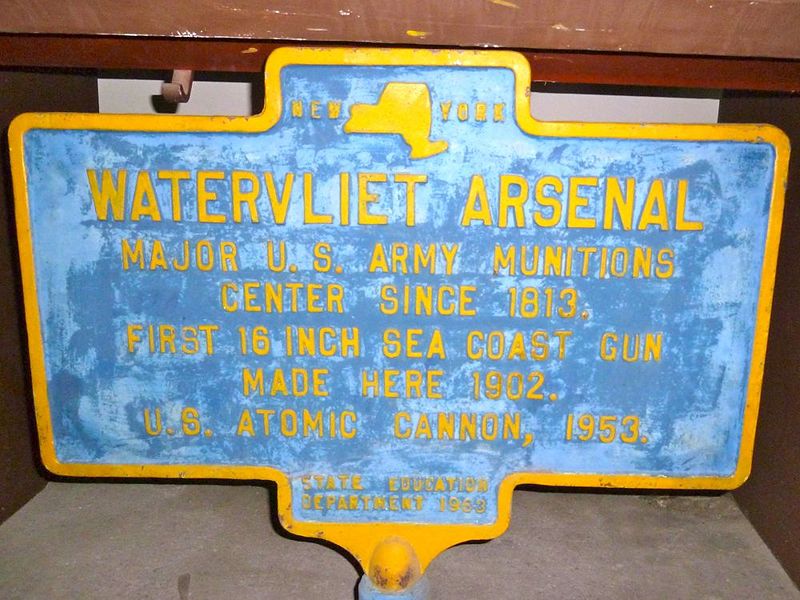 NEW YORK
WATERVLIET ARSENAL
MAJOR U. S. ARMY MUNITIONS
CENTER SINCE 1813.
FIRST 16 INCH SEA COAST GUN
MADE HERE 1902.
U.S. ATOMIC CANNON, 1953.
STATE EDUCATION
DEPARTMENT 1963